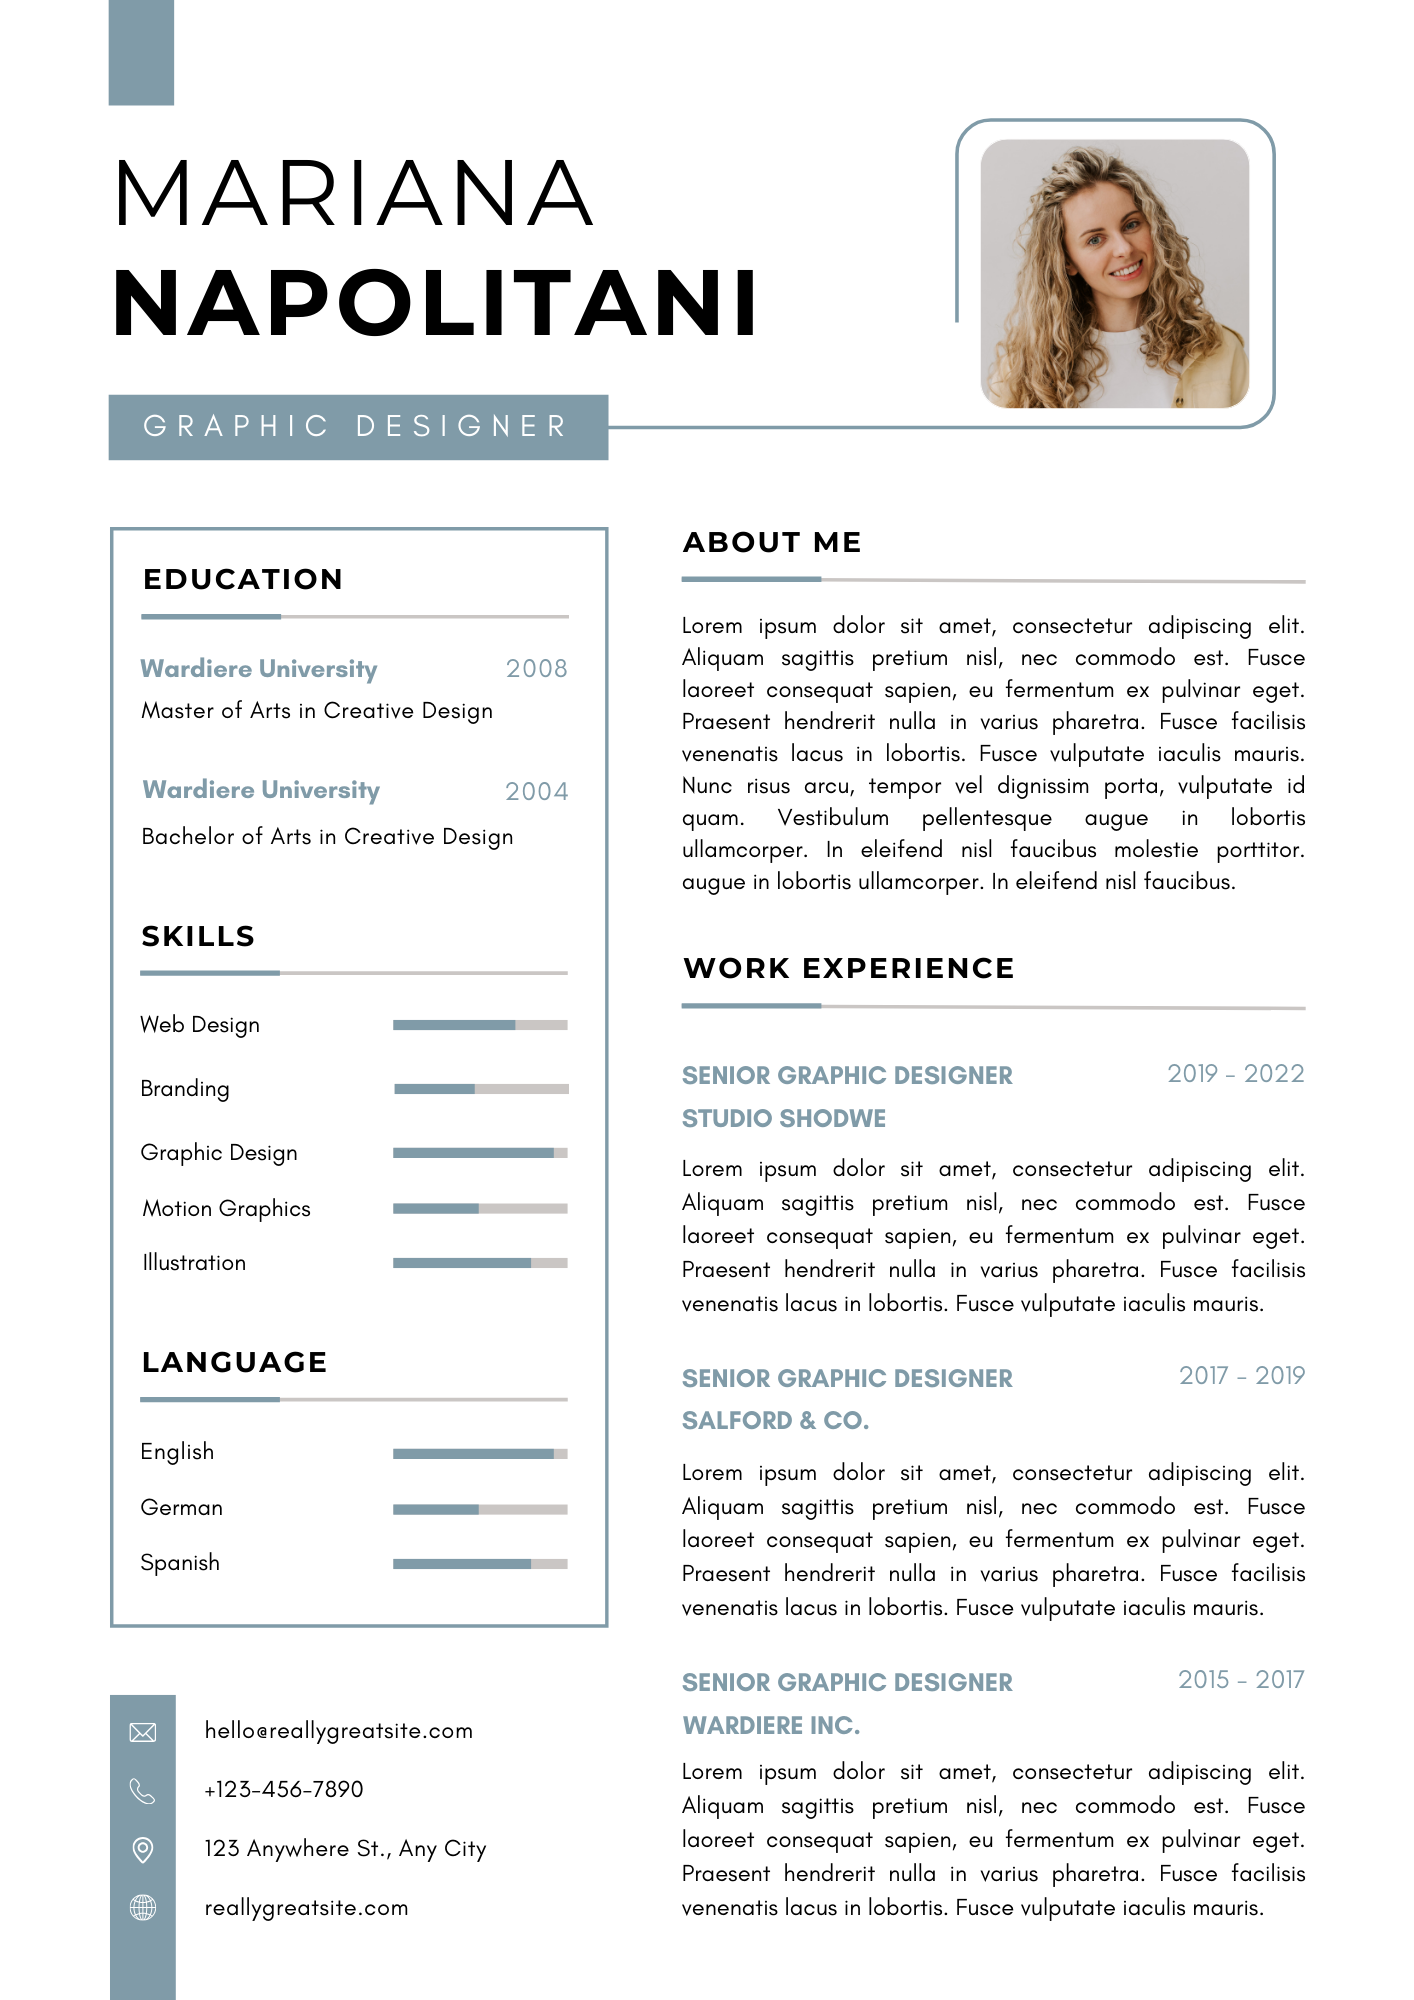 MARIANA
NAPOLITANI
GRAPHIC DESIGNER
EDUCATION
Wardiere University 2008
Master of Arts in Creative Design
Wardiere University 2004
Bachelor of Arts in Creative Design
SKILLS
Web Design
Branding
Graphic Design
Motion Graphics
Illustration
LANGUAGE
English
German
Spanish
hello@reallygreatsite.com
+123-456-7890
123 Anywhere St., Any City
reallygreatsite.com
ABOUT ME
Lorem ipsum dolor sit amet, consectetur adipiscing elit.
Aliquam sagittis pretium nisl, nec commodo est. Fusce
laoreet consequat sapien, eu fermentum ex pulvinar eget.
Praesent hendrerit nulla in varius pharetra. Fusce facilisis
venenatis lacus in lobortis. Fusce vulputate iaculis mauris.
Nunc risus arcu, tempor vel dignissim porta, vulputate id
quam. Vestibulum pellentesque augue in lobortis
ullamcorper. In eleifend nisl faucibus molestie porttitor.
augue in lobortis ullamcorper. In eleifend nisl faucibus.
WORK EXPERIENCE
SENIOR GRAPHIC DESIGNER 2019 - 2022
STUDIO SHODWE
Lorem ipsum dolor sit amet, consectetur adipiscing elit.
Aliquam sagittis pretium nisl, nec commodo est. Fusce
laoreet consequat sapien, eu fermentum ex pulvinar eget.
Praesent hendrerit nulla in varius pharetra. Fusce facilisis
venenatis lacus in lobortis. Fusce vulputate iaculis mauris.
SENIOR GRAPHIC DESIGNER 2017 - 2019
SALFORD & CO.
Lorem ipsum dolor sit amet, consectetur adipiscing elit.
Aliquam sagittis pretium nisl, nec commodo est. Fusce
laoreet consequat sapien, eu fermentum ex pulvinar eget.
Praesent hendrerit nulla in varius pharetra. Fusce facilisis
venenatis lacus in lobortis. Fusce vulputate iaculis mauris.
SENIOR GRAPHIC DESIGNER 2015 - 2017
WARDIERE INC.
Lorem ipsum dolor sit amet, consectetur adipiscing elit.
Aliquam sagittis pretium nisl, nec commodo est. Fusce
laoreet consequat sapien, eu fermentum ex pulvinar eget.
Praesent hendrerit nulla in varius pharetra. Fusce facilisis
venenatis lacus in lobortis. Fusce vulputate iaculis mauris.